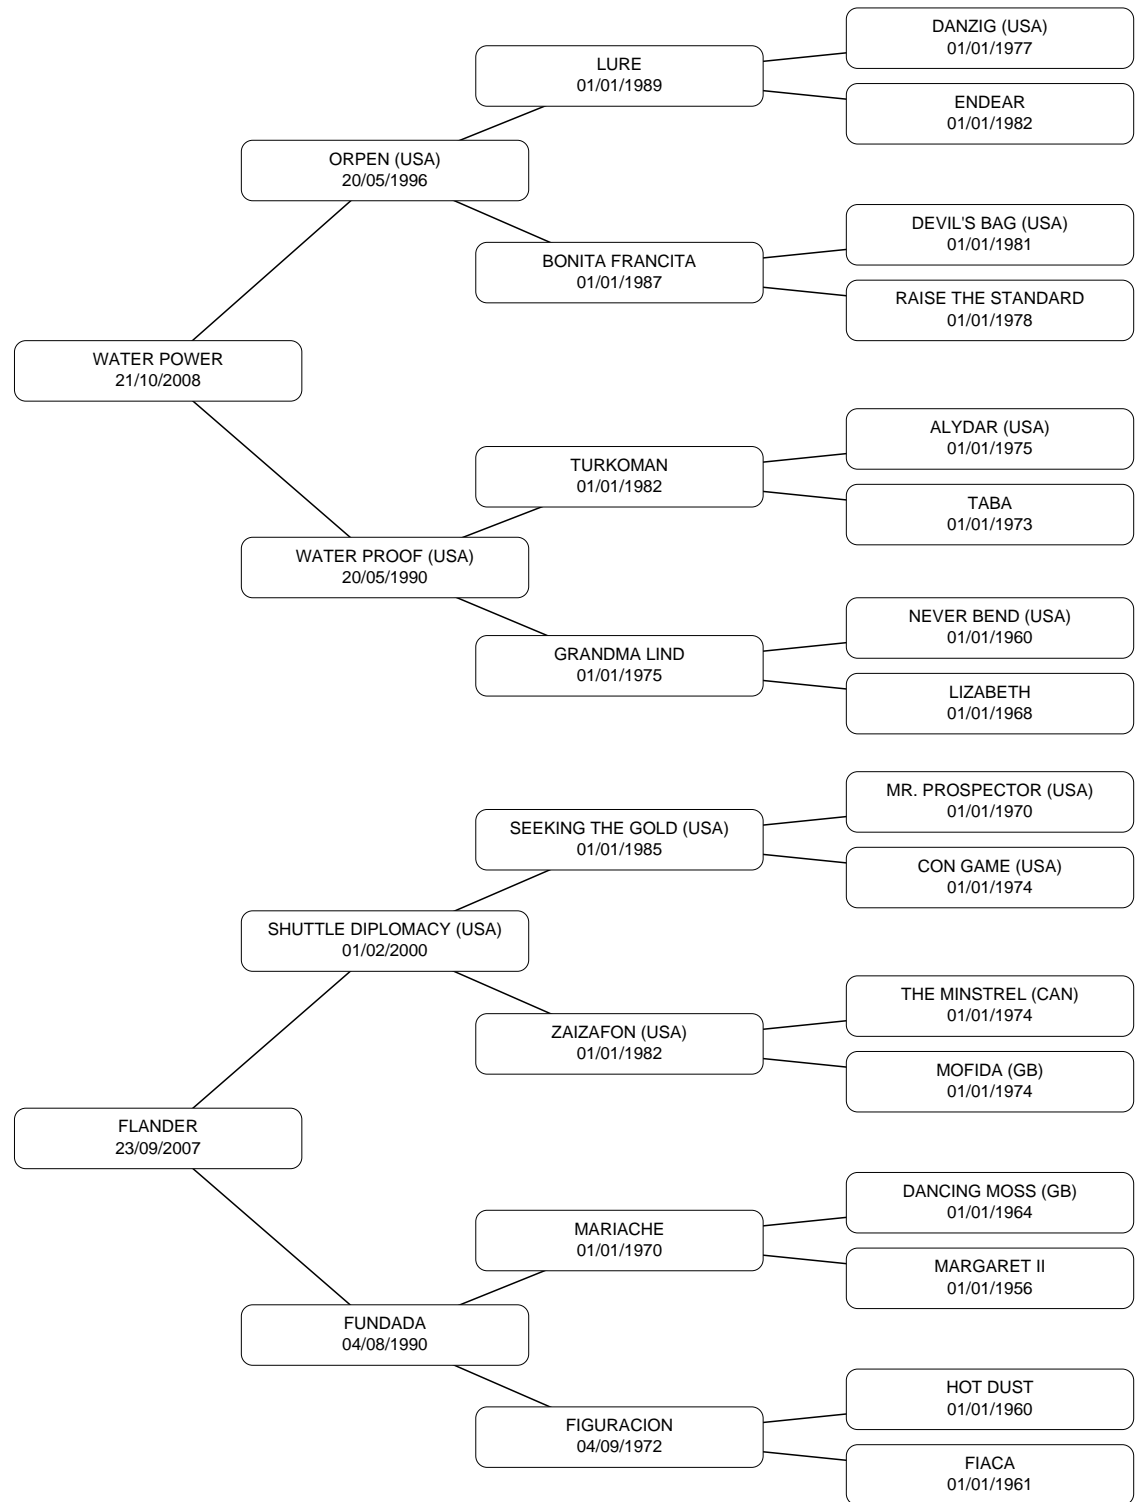 DANZIG (USA)
01/01/1977
LURE
01/01/1989
ENDEAR
01/01/1982
ORPEN (USA)
20/05/1996
DEVIL'S BAG (USA)
01/01/1981
BONITA FRANCITA
01/01/1987
RAISE THE STANDARD
01/01/1978
WATER POWER
21/10/2008
ALYDAR (USA)
01/01/1975
TURKOMAN
01/01/1982
TABA
01/01/1973
WATER PROOF (USA)
20/05/1990
NEVER BEND (USA)
01/01/1960
GRANDMA LIND
01/01/1975
LIZABETH
01/01/1968
MR. PROSPECTOR (USA)
01/01/1970
SEEKING THE GOLD (USA)
01/01/1985
CON GAME (USA)
01/01/1974
SHUTTLE DIPLOMACY (USA)
01/02/2000
THE MINSTREL (CAN)
01/01/1974
ZAIZAFON (USA)
01/01/1982
MOFIDA (GB)
01/01/1974
FLANDER
23/09/2007
DANCING MOSS (GB)
01/01/1964
MARIACHE
01/01/1970
MARGARET II
01/01/1956
FUNDADA
04/08/1990
HOT DUST
01/01/1960
FIGURACION
04/09/1972
FIACA
01/01/1961